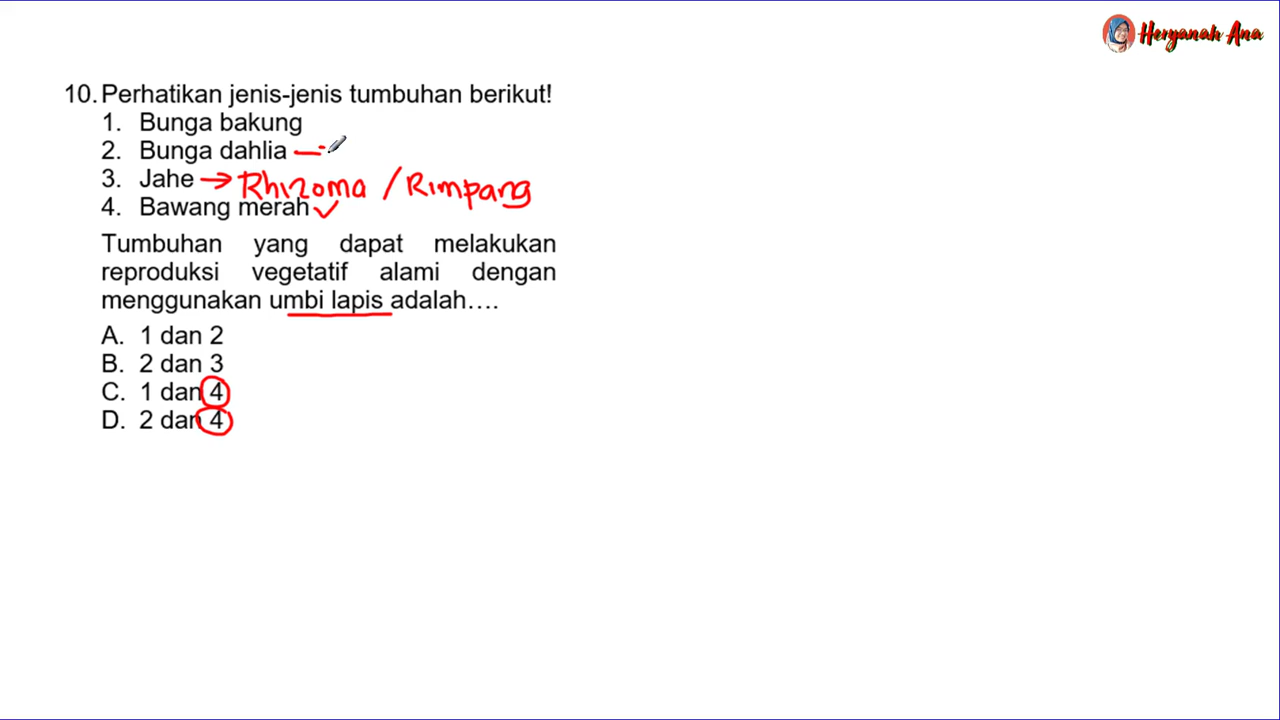 Heryanah Ana
10. Perhatikan jenis-jenis tumbuhan berikut!
1. Bunga bakung
2. Bunga dahlia
3. Jahe → Rhizoma / Rimpang
4. Bawang merah ✓
Tumbuhan yang dapat melakukan
reproduksi vegetatif alami dengan
menggunakan umbi lapis adalah....
A. 1 dan 2
B. 2 dan 3
C. 1 dan 4
D. 2 dan 4